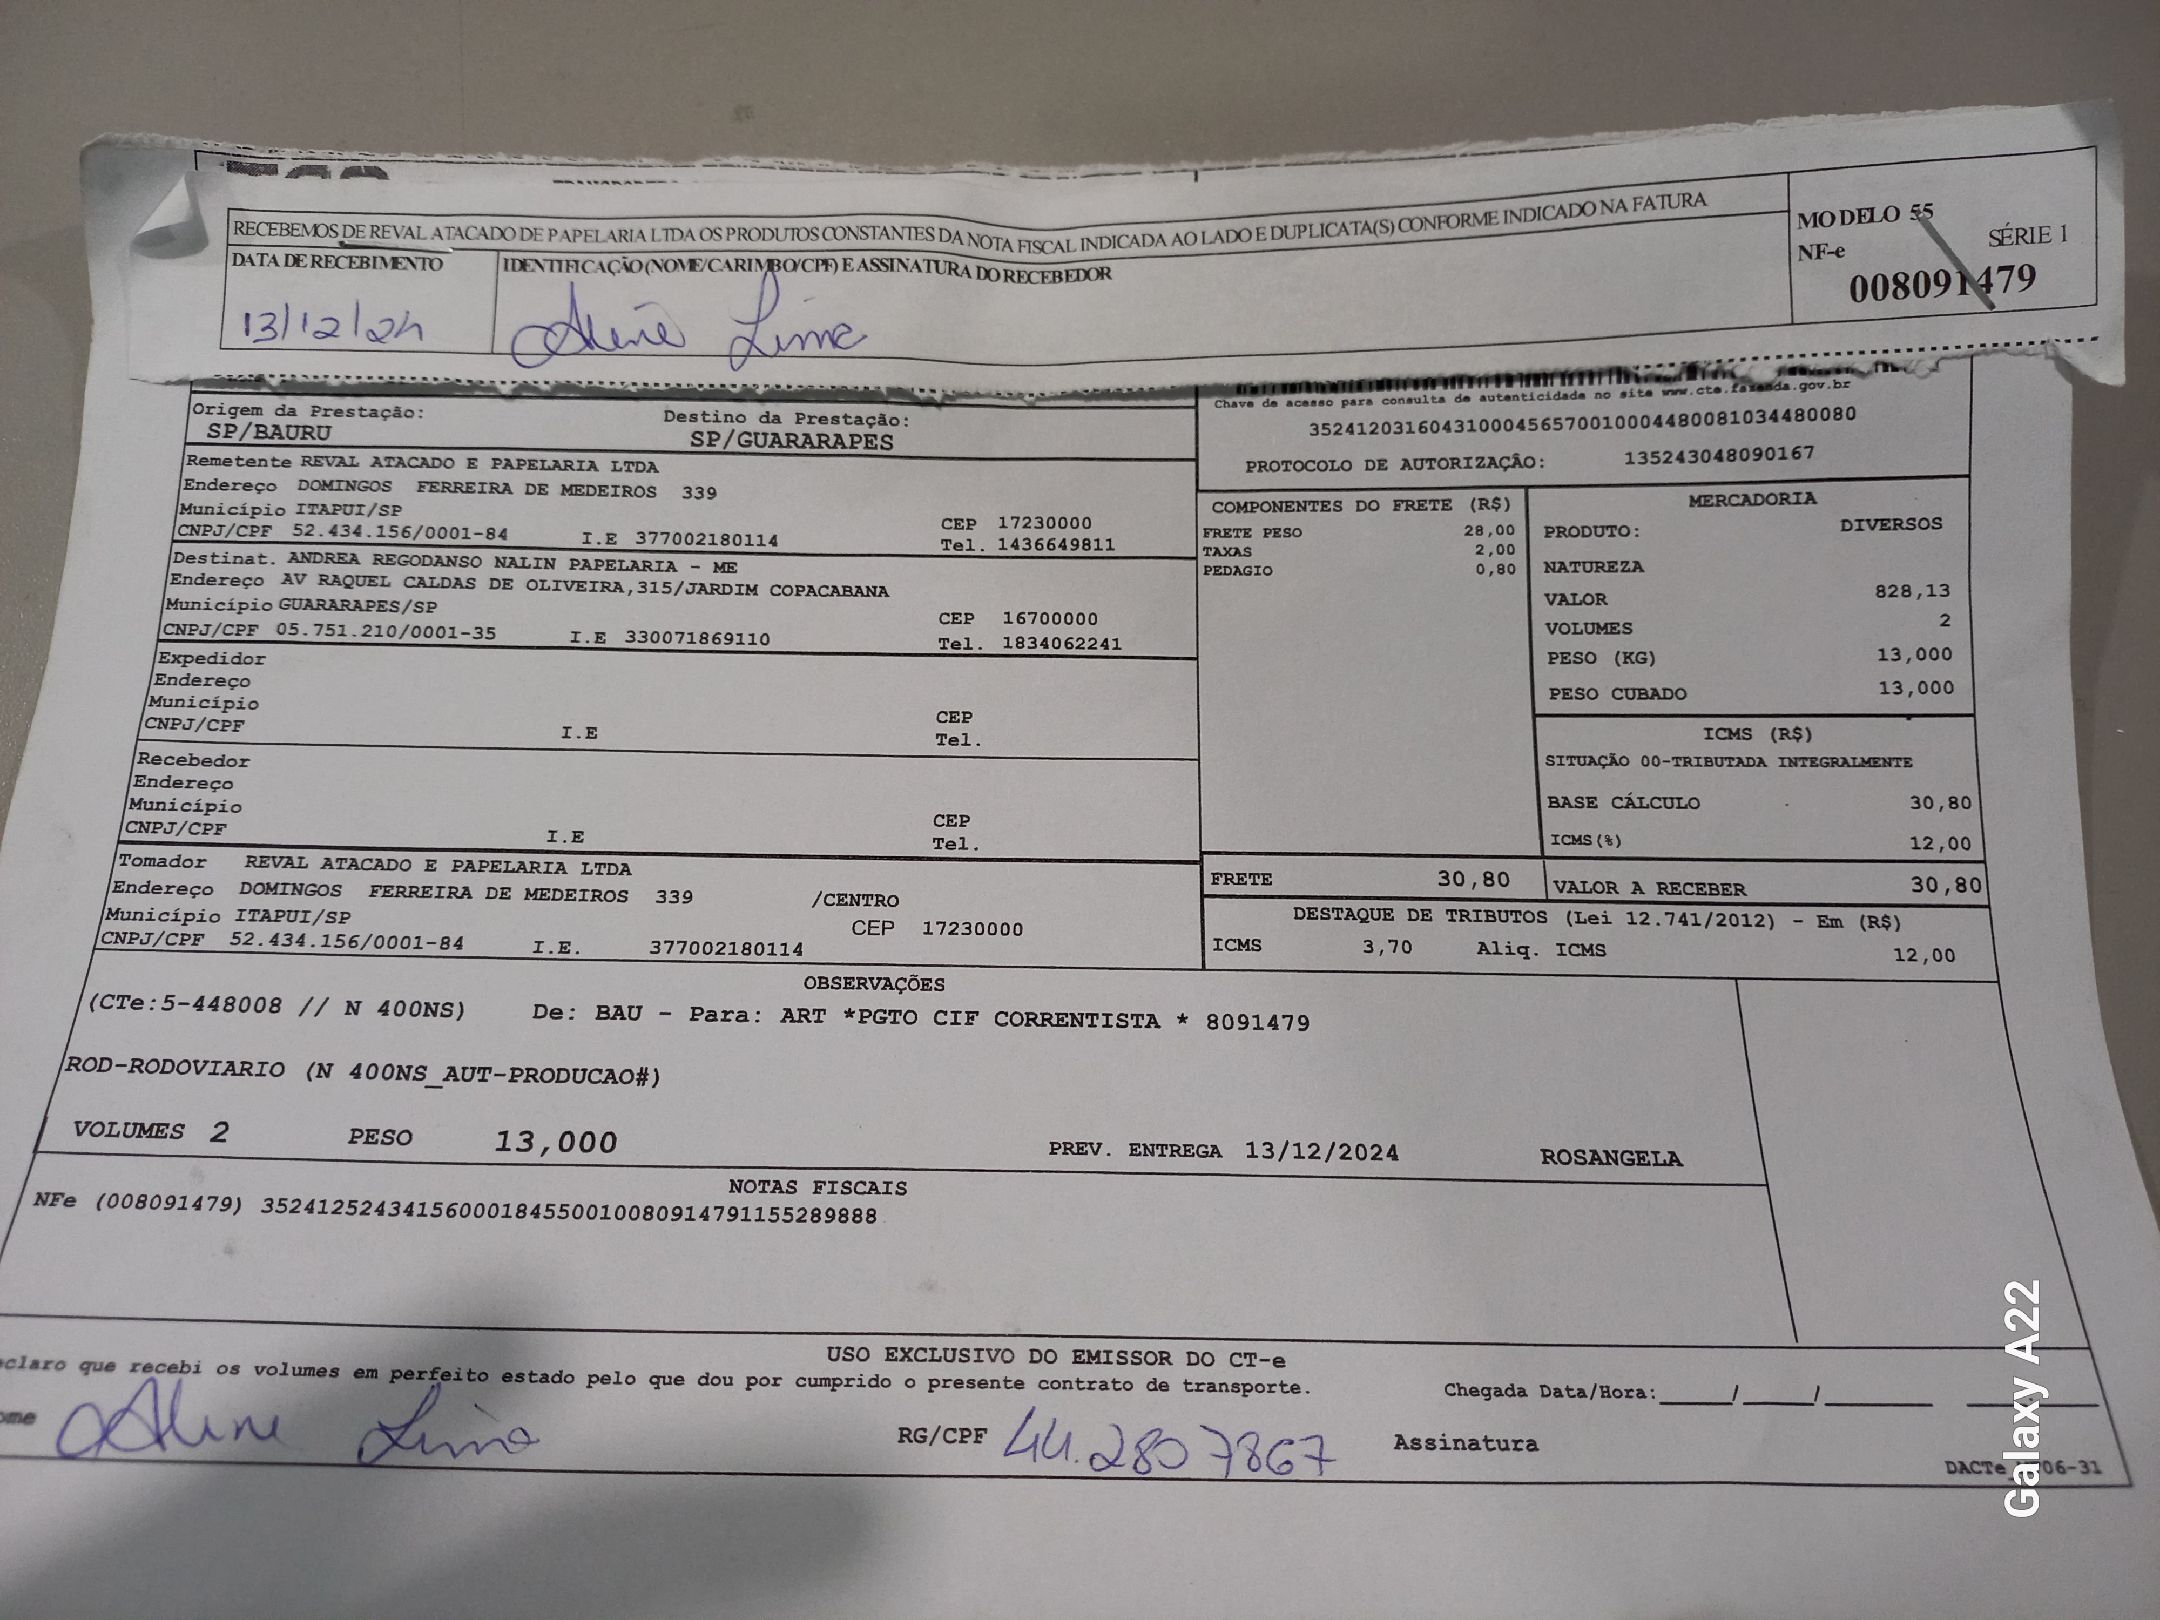 RECEBEMOS DE REVAL ATACADO DE PAPELARIA LTDA OS PRODUTOS CONSTANTES DA NOTA FISCAL INDICADA AO LADO E DUPLICATA(S) CONFORME INDICADO NA FATURA
MODELO 55
NF-e SÉRIE 1
008091479
DATA DE RECEBIMENTO IDENTIFICAÇÃO (NOME/CARIMBO/CPF) E ASSINATURA DO RECEBEDOR
13/12/24 Aline Lima
Chave de acesso para consulta de autenticidade no site www.cte.fazenda.gov.br
35241203160431000456570010004480081034480080
PROTOCOLO DE AUTORIZAÇÃO: 135243048090167
Origem da Prestação: Destino da Prestação:
SP/BAURU SP/GUARARAPES
Remetente REVAL ATACADO E PAPELARIA LTDA
Endereço DOMINGOS FERREIRA DE MEDEIROS 339
Município ITAPUI/SP CEP 17230000
CNPJ/CPF 52.434.156/0001-84 I.E 377002180114 Tel. 1436649811
Destinat. ANDREA REGODANSO NALIN PAPELARIA - ME
Endereço AV RAQUEL CALDAS DE OLIVEIRA,315/JARDIM COPACABANA
Município GUARARAPES/SP CEP 16700000
CNPJ/CPF 05.751.210/0001-35 I.E 330071869110 Tel. 1834062241
Expedidor
Endereço
Município CEP
CNPJ/CPF I.E Tel.
Recebedor
Endereço
Município CEP
CNPJ/CPF I.E Tel.
Tomador REVAL ATACADO E PAPELARIA LTDA
Endereço DOMINGOS FERREIRA DE MEDEIROS 339 /CENTRO
Município ITAPUI/SP CEP 17230000
CNPJ/CPF 52.434.156/0001-84 I.E. 377002180114
COMPONENTES DO FRETE (R$)
FRETE PESO 28,00
TAXAS 2,00
PEDAGIO 0,80
MERCADORIA
PRODUTO: DIVERSOS
NATUREZA
VALOR 828,13
VOLUMES 2
PESO (KG) 13,000
PESO CUBADO 13,000
ICMS (R$)
SITUAÇÃO 00-TRIBUTADA INTEGRALMENTE
BASE CÁLCULO 30,80
ICMS(%) 12,00
FRETE 30,80 VALOR A RECEBER 30,80
DESTAQUE DE TRIBUTOS (Lei 12.741/2012) - Em (R$)
ICMS 3,70 Aliq. ICMS 12,00
OBSERVAÇÕES
(CTe:5-448008 // N 400NS) De: BAU - Para: ART *PGTO CIF CORRENTISTA * 8091479
ROD-RODOVIARIO (N 400NS_AUT-PRODUCAO#)
VOLUMES 2 PESO 13,000 PREV. ENTREGA 13/12/2024 ROSANGELA
NOTAS FISCAIS
NFe (008091479) 35241252434156000184550010080914791155289888
USO EXCLUSIVO DO EMISSOR DO CT-e
claro que recebi os volumes em perfeito estado pelo que dou por cumprido o presente contrato de transporte. Chegada Data/Hora:____/____/______ ______
ome Aline Lima RG/CPF 44.2807867 Assinatura
DACTe 06-31
Galaxy A22